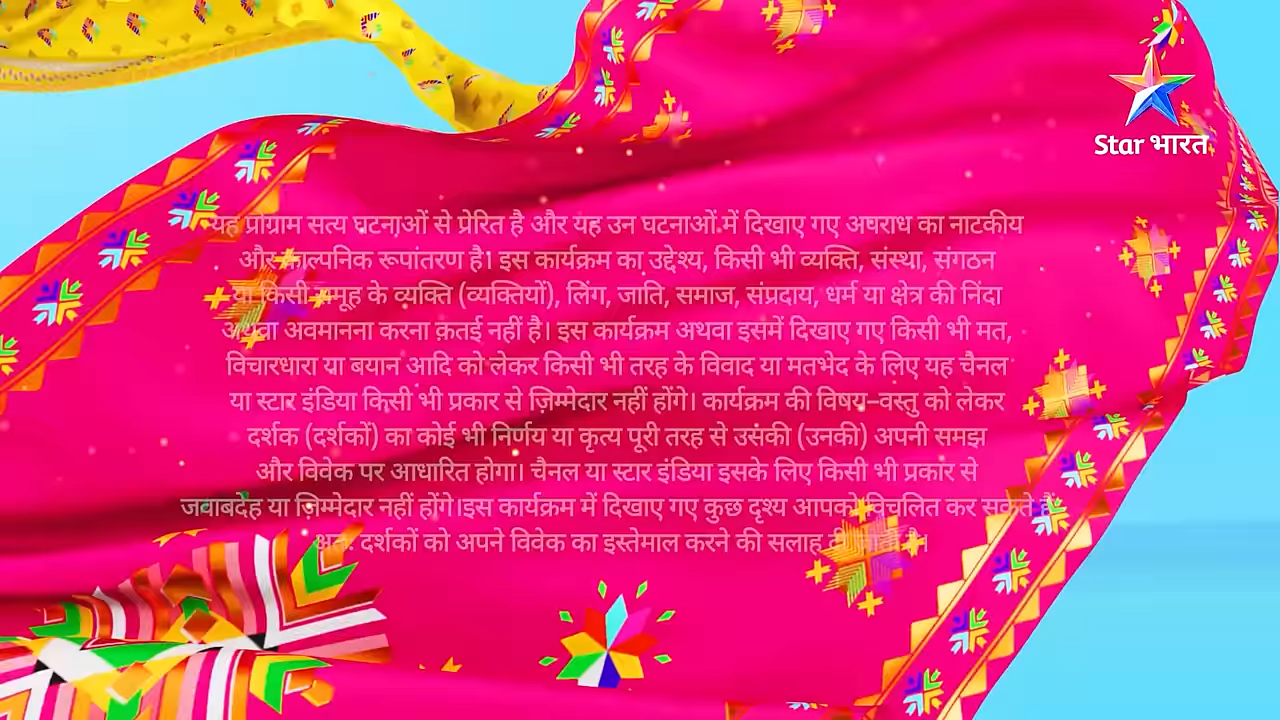 Star भारत
यह प्रोग्राम सत्य घटनाओं से प्रेरित है और यह उन घटनाओं में दिखाए गए अपराध का नाटकीय
और काल्पनिक रूपांतरण है। इस कार्यक्रम का उद्देश्य, किसी भी व्यक्ति, संस्था, संगठन
या किसी समूह के व्यक्ति (व्यक्तियों), लिंग, जाति, समाज, संप्रदाय, धर्म या क्षेत्र की निंदा
अथवा अवमानना करना क़तई नहीं है। इस कार्यक्रम अथवा इसमें दिखाए गए किसी भी मत,
विचारधारा या बयान आदि को लेकर किसी भी तरह के विवाद या मतभेद के लिए यह चैनल
या स्टार इंडिया किसी भी प्रकार से ज़िम्मेदार नहीं होंगे। कार्यक्रम की विषय–वस्तु को लेकर
दर्शक (दर्शकों) का कोई भी निर्णय या कृत्य पूरी तरह से उसकी (उनकी) अपनी समझ
और विवेक पर आधारित होगा। चैनल या स्टार इंडिया इसके लिए किसी भी प्रकार से
जवाबदेह या ज़िम्मेदार नहीं होंगे।इस कार्यक्रम में दिखाए गए कुछ दृश्य आपको विचलित कर सकते है
अतः दर्शकों को अपने विवेक का इस्तेमाल करने की सलाह दी जाती है।